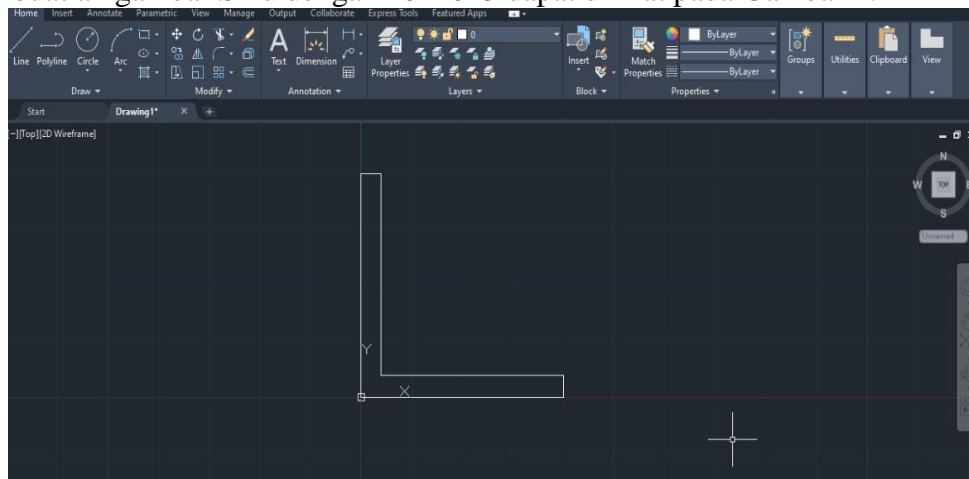 Home Insert Annotate Parametric View Manage Output Collaborate Express Tools Featured Apps
Line Polyline Circle Arc
Text Dimension
Layer Properties
0
Insert
Match Properties
ByLayer
ByLayer
ByLayer
Groups Utilities Clipboard View
Draw Modify Annotation Layers Block Properties
Start Drawing1* × +
[−][Top][2D Wireframe]
N
W TOP
S
Unnamed
Y
X